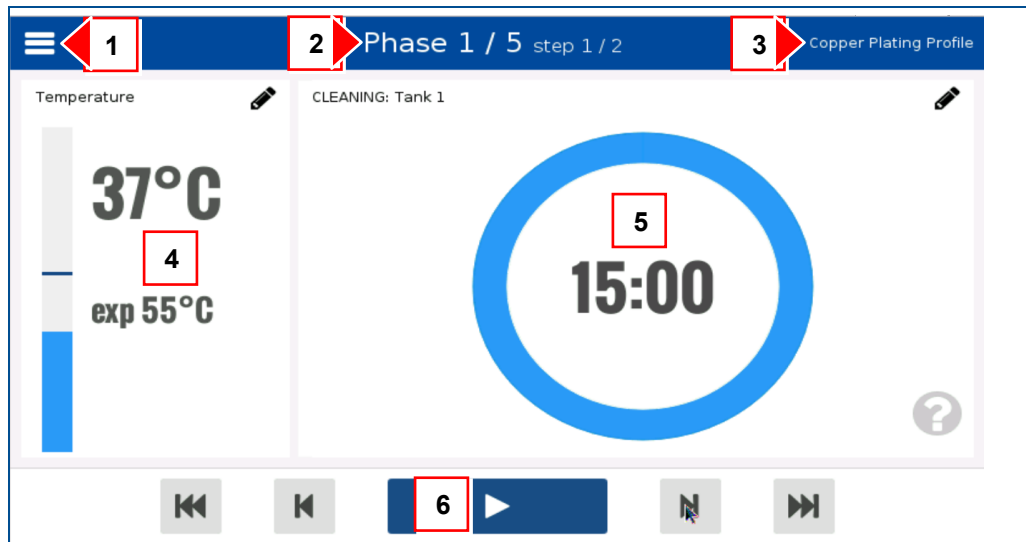 1
2
Phase 1 / 5 step 1 / 2
3
Copper Plating Profile
Temperature
37°C
4
exp 55°C
CLEANING: Tank 1
5
15:00
?
6